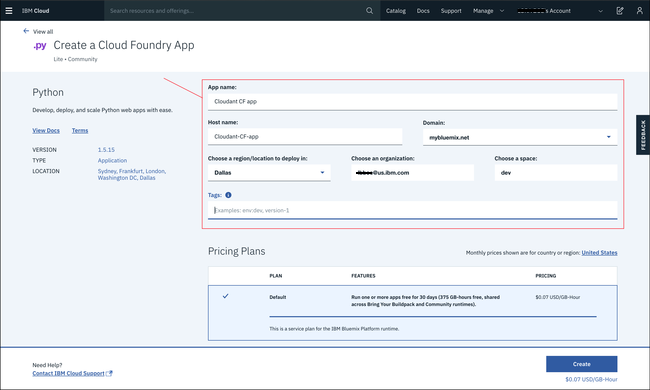 IBM Cloud
Search resources and offerings...
Catalog Docs Support Manage s Account
View all
.py Create a Cloud Foundry App
Lite • Community
Python
Develop, deploy, and scale Python web apps with ease.
View Docs Terms
VERSION 1.5.15
TYPE Application
LOCATION Sydney, Frankfurt, London,
Washington DC, Dallas
App name:
Cloudant CF app
Host name: Domain:
Cloudant-CF-app mybluemix.net
Choose a region/location to deploy in: Choose an organization: Choose a space:
Dallas @us.ibm.com dev
Tags:
Examples: env:dev, version-1
FEEDBACK
Pricing Plans
Monthly prices shown are for country or region: United States
PLAN FEATURES PRICING
Default Run one or more apps free for 30 days (375 GB-hours free, shared $0.07 USD/GB-Hour
across Bring Your Buildpack and Community runtimes).
This is a service plan for the IBM Bluemix Platform runtime.
Need Help?
Contact IBM Cloud Support
Create
$0.07 USD/GB-Hour